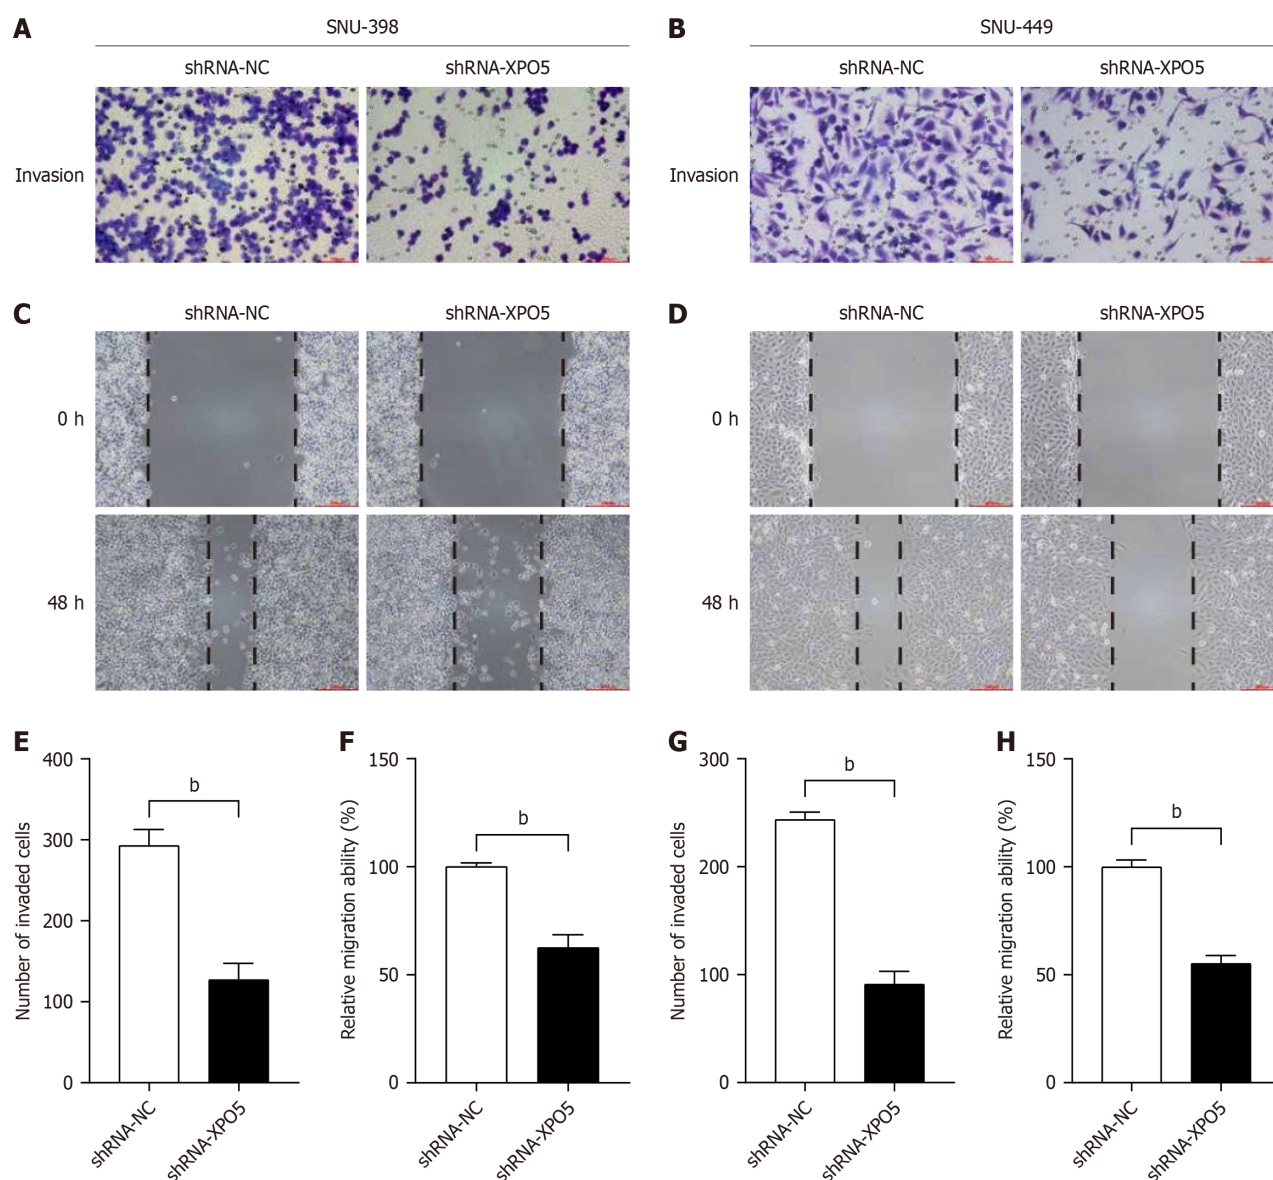 A
SNU-398
shRNA-NC
shRNA-XPO5
Invasion
B
SNU-449
shRNA-NC
shRNA-XPO5
Invasion
C
shRNA-NC
shRNA-XPO5
0 h
48 h
D
shRNA-NC
shRNA-XPO5
0 h
48 h
E
400
300
200
100
0
Number of invaded cells
b
shRNA-NC
shRNA-XPO5
F
150
100
50
0
Relative migration ability (%)
b
shRNA-NC
shRNA-XPO5
G
300
200
100
0
Number of invaded cells
b
shRNA-NC
shRNA-XPO5
H
150
100
50
0
Relative migration ability (%)
b
shRNA-NC
shRNA-XPO5